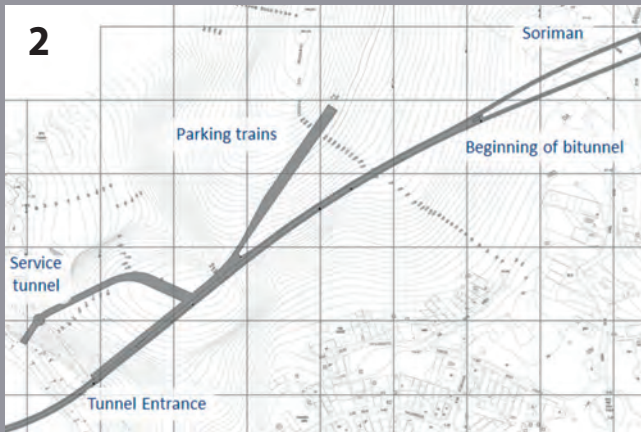 2
Soriman
Parking trains
Beginning of bitunnel
Service
tunnel
Tunnel Entrance